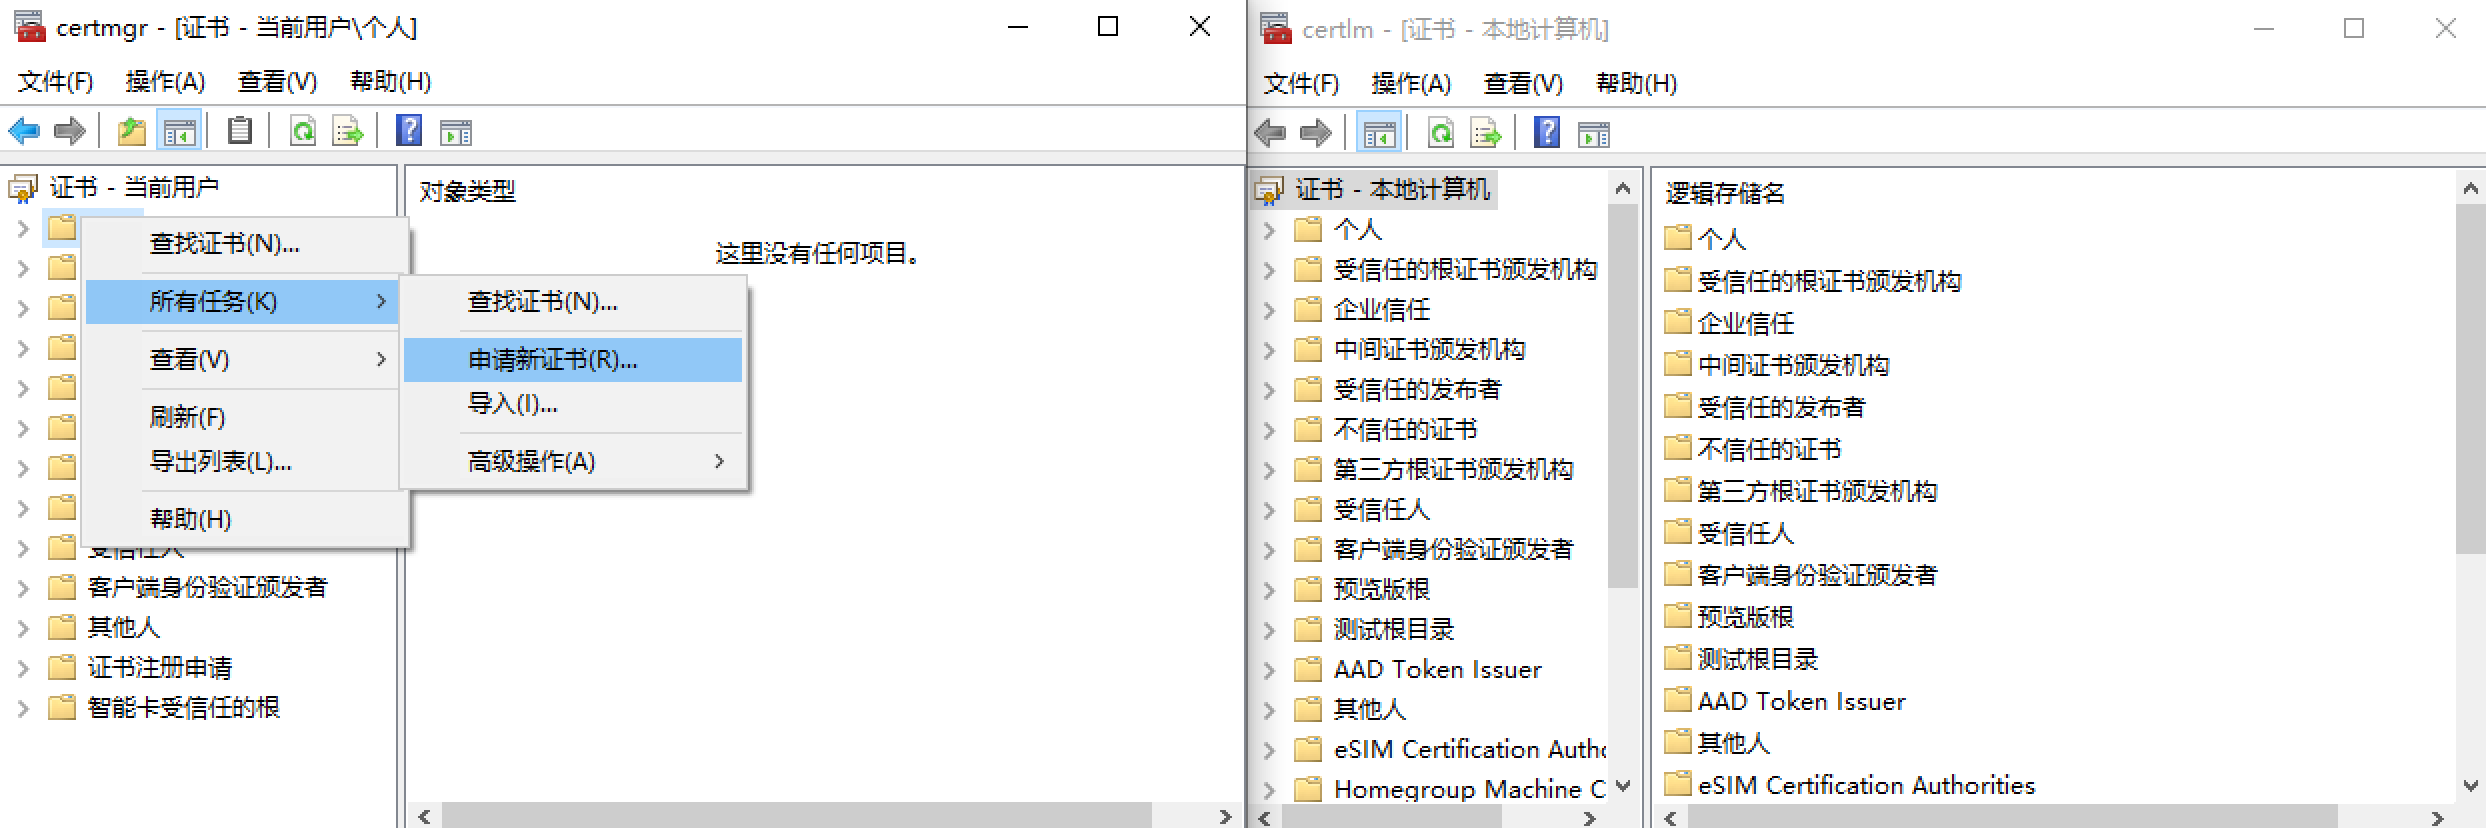 certmgr - [证书 - 当前用户\个人]
文件(F) 操作(A) 查看(V) 帮助(H)
证书 - 当前用户
查找证书(N)...
所有任务(K)
查看(V)
刷新(F)
导出列表(L)...
帮助(H)
受信任人
客户端身份验证颁发者
其他人
证书注册申请
智能卡受信任的根
查找证书(N)...
申请新证书(R)...
导入(I)...
高级操作(A)
对象类型
这里没有任何项目。
certlm - [证书 - 本地计算机]
文件(F) 操作(A) 查看(V) 帮助(H)
证书 - 本地计算机
个人
受信任的根证书颁发机构
企业信任
中间证书颁发机构
受信任的发布者
不信任的证书
第三方根证书颁发机构
受信任人
客户端身份验证颁发者
预览版根
测试根目录
AAD Token Issuer
其他人
eSIM Certification Autho
Homegroup Machine C
逻辑存储名
个人
受信任的根证书颁发机构
企业信任
中间证书颁发机构
受信任的发布者
不信任的证书
第三方根证书颁发机构
受信任人
客户端身份验证颁发者
预览版根
测试根目录
AAD Token Issuer
其他人
eSIM Certification Authorities